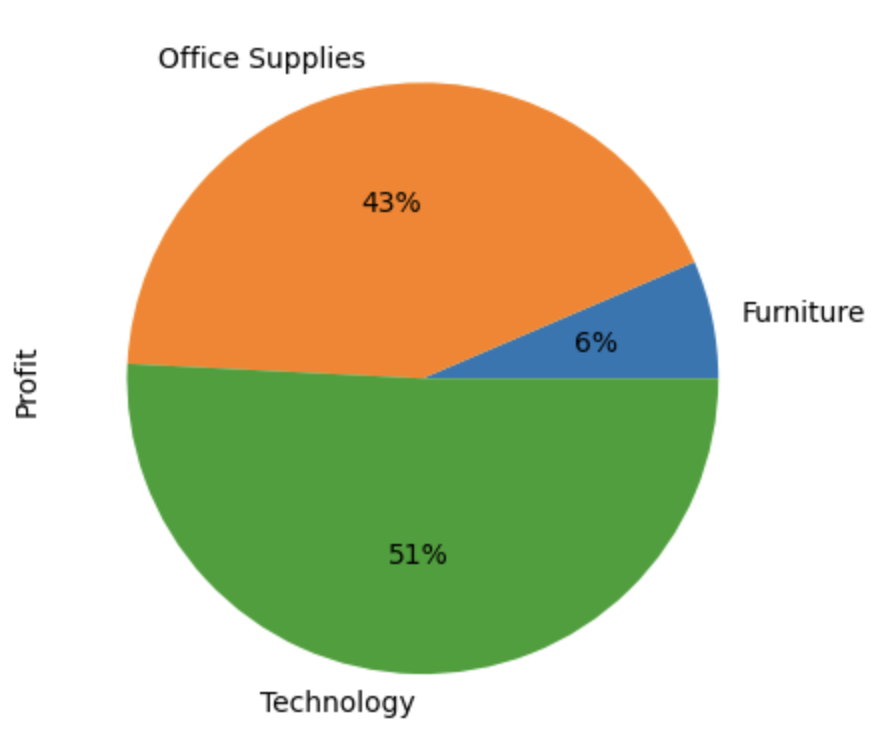 Office Supplies
43%
Furniture
6%
Profit
51%
Technology